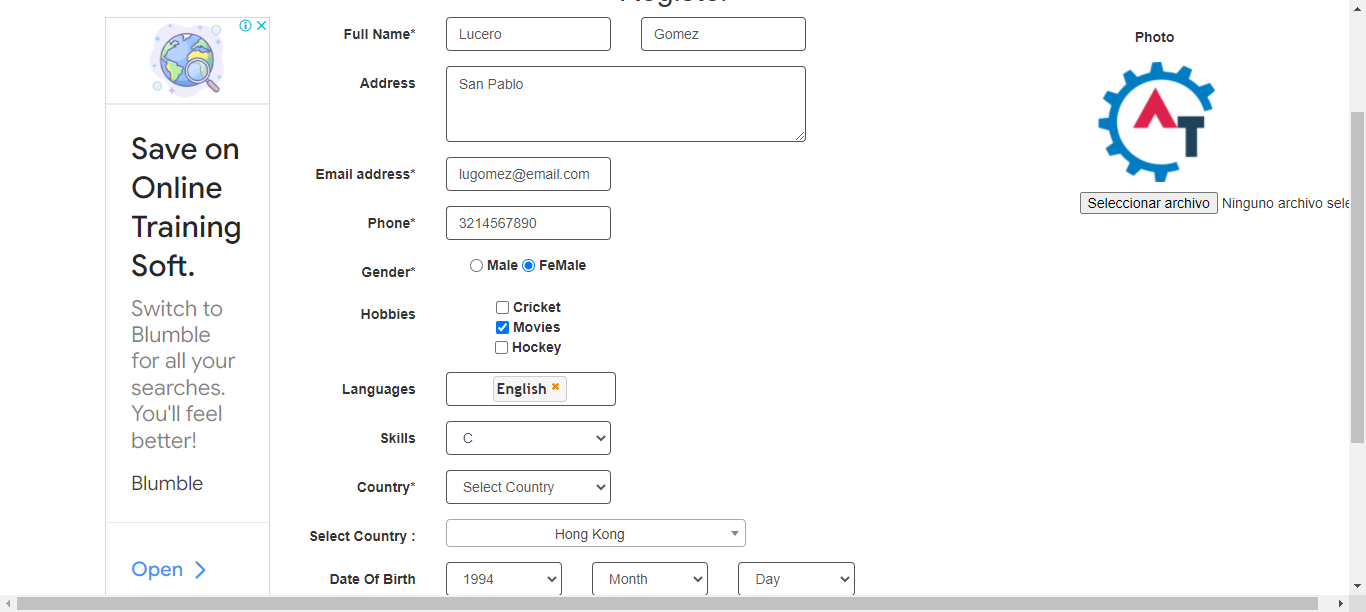 Register
Full Name*
Lucero
Gomez
Photo
Address
San Pablo
AT
Email address*
lugomez@email.com
Seleccionar archivo Ninguno archivo sele
Phone*
3214567890
Gender*
Male
FeMale
Hobbies
Cricket
Movies
Hockey
Languages
English
Skills
C
Country*
Select Country
Select Country :
Hong Kong
Date Of Birth
1994
Month
Day
Save on
Online
Training
Soft.
Switch to
Blumble
for all your
searches.
You'll feel
better!
Blumble
Open